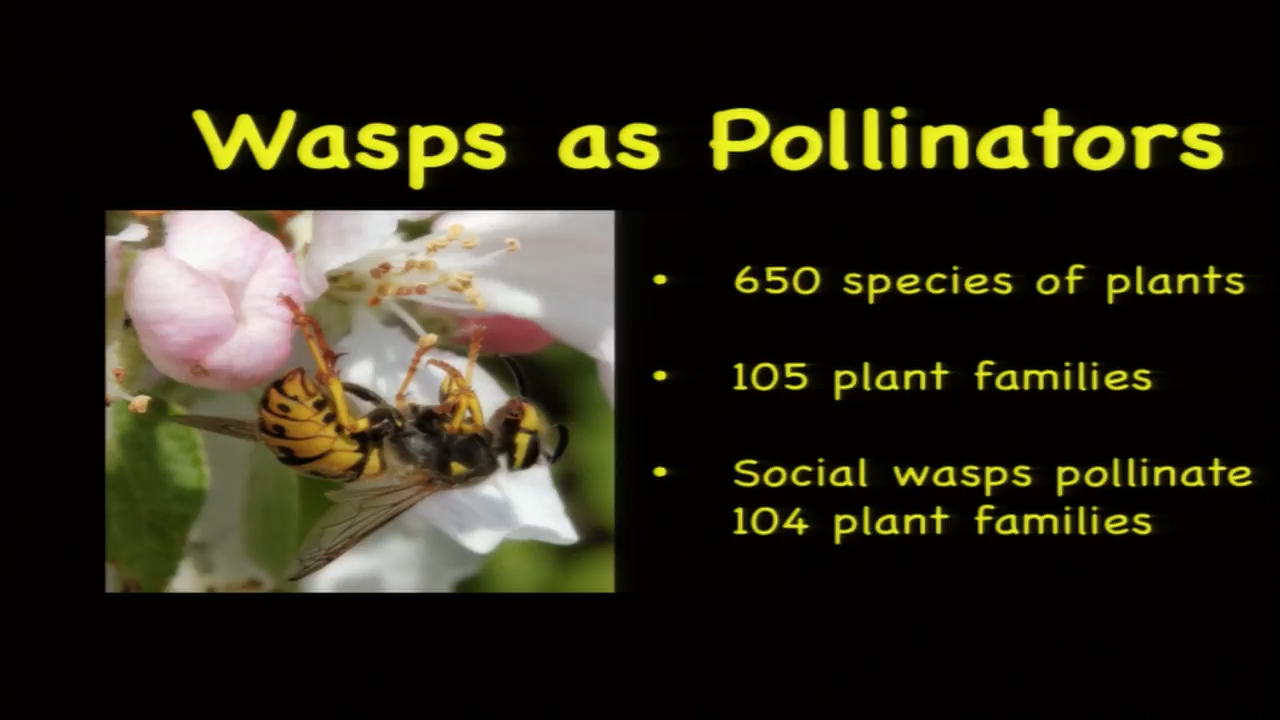 Wasps as Pollinators
• 650 species of plants
• 105 plant families
• Social wasps pollinate
104 plant families